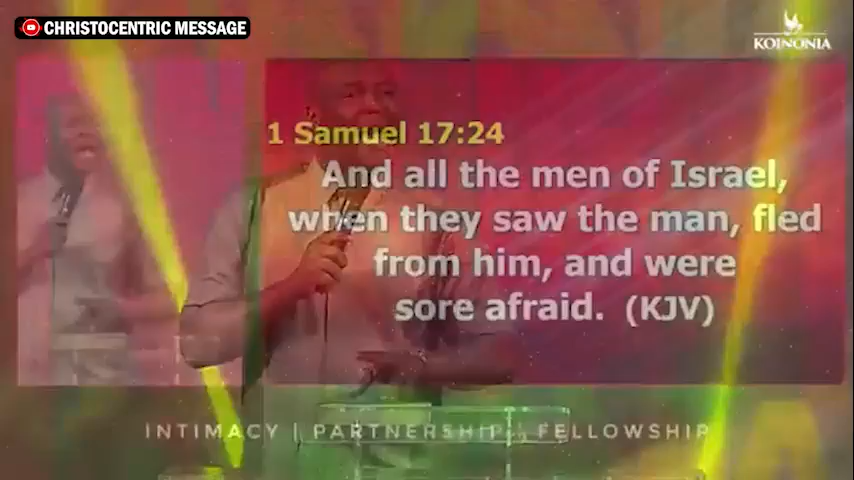 CHRISTOCENTRIC MESSAGE
KOINONIA
1 Samuel 17:24
And all the men of Israel,
when they saw the man, fled
from him, and were
sore afraid. (KJV)
INTIMACY | PARTNERSHIP | FELLOWSHIP